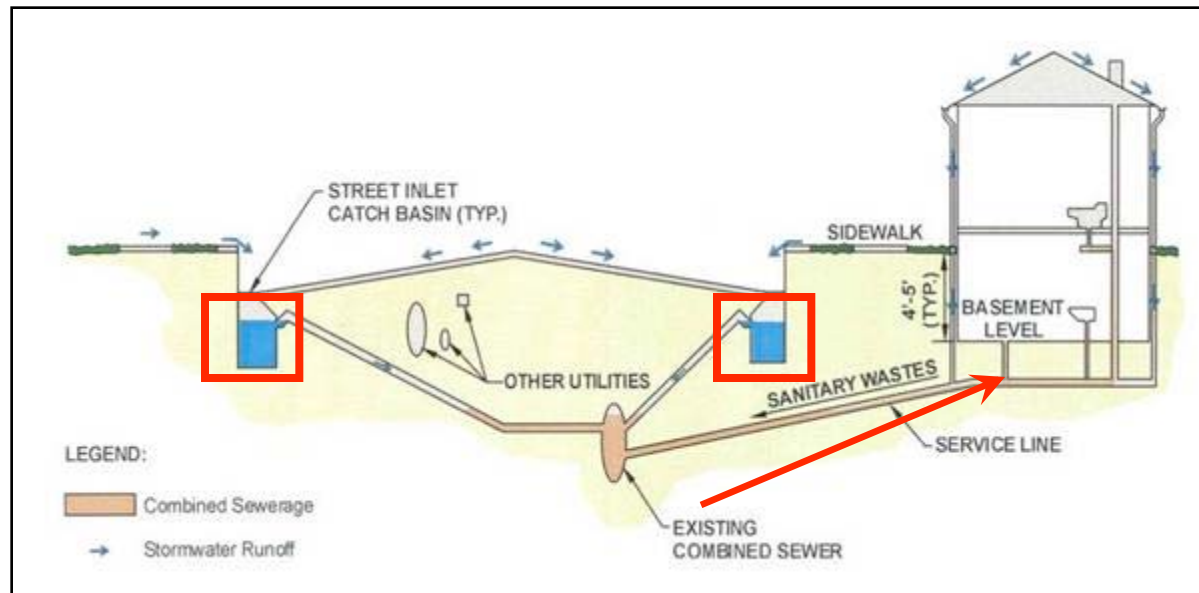 STREET INLET
CATCH BASIN (TYP.)
SIDEWALK
4'-5'
(TYP.)
BASEMENT
LEVEL
OTHER UTILITIES
SANITARY WASTES
SERVICE LINE
LEGEND:
Combined Sewerage
Stormwater Runoff
EXISTING
COMBINED SEWER